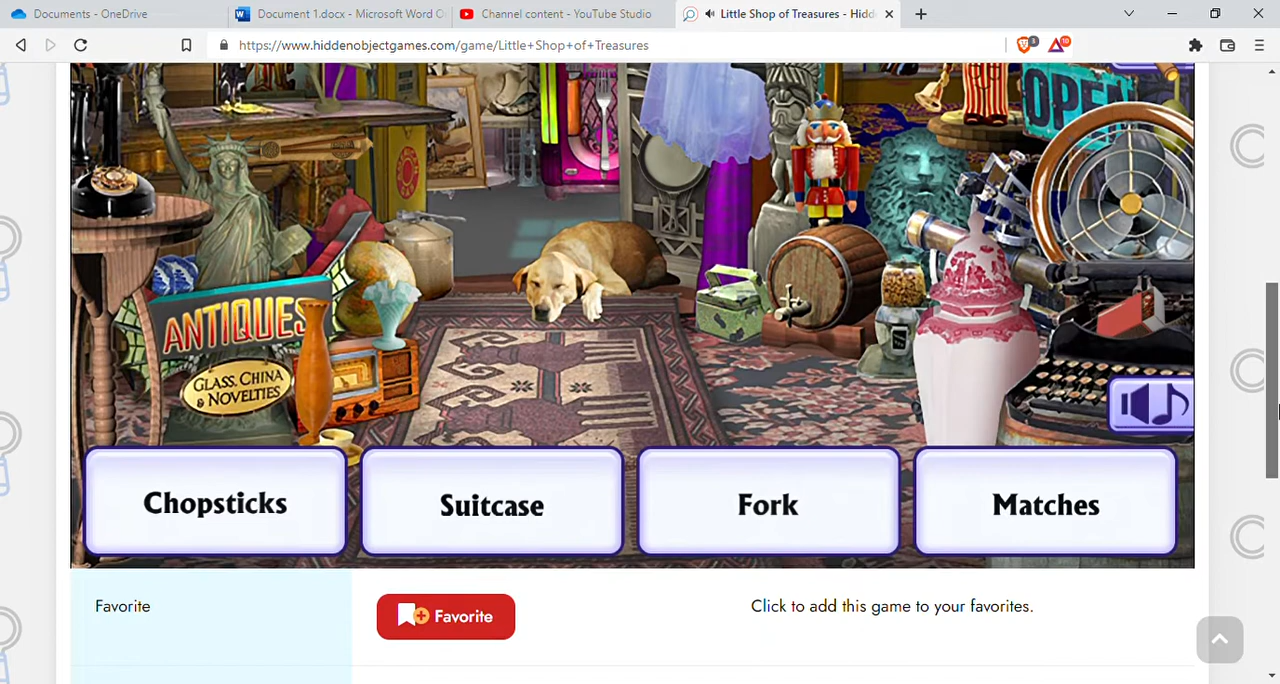 Documents - OneDrive
Document 1.docx - Microsoft Word O
Channel content - YouTube Studio
Little Shop of Treasures - Hidd
https://www.hiddenobjectgames.com/game/Little+Shop+of+Treasures
1
10
OPEN
ANTIQUES
GLASS, CHINA
& NOVELTIES
Chopsticks
Suitcase
Fork
Matches
Favorite
Favorite
Click to add this game to your favorites.